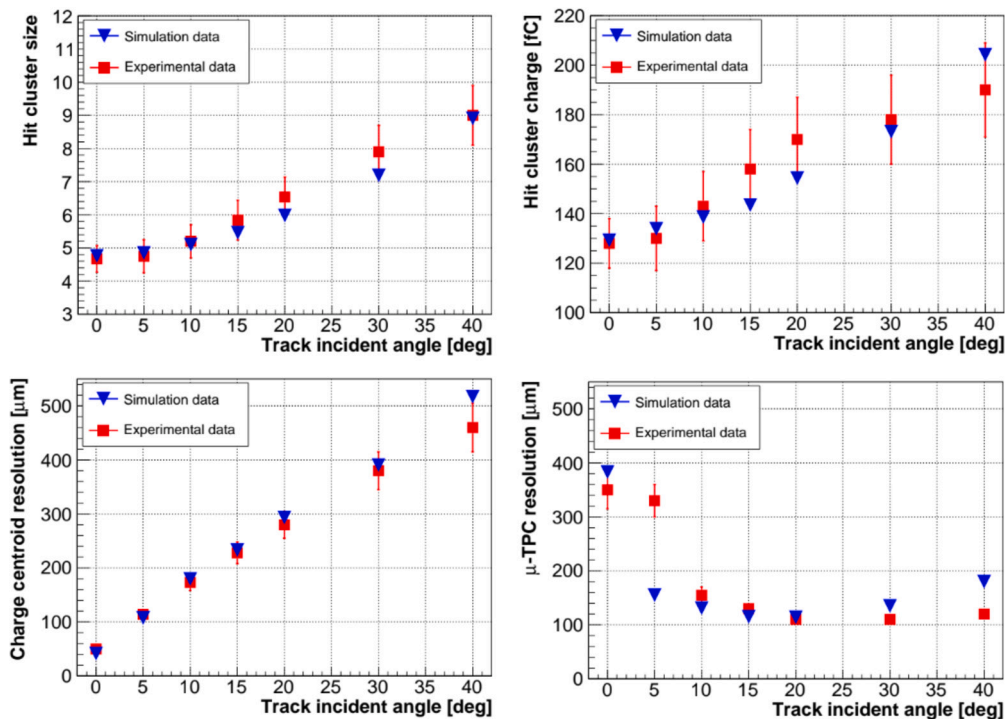 Hit cluster size
12
11
10
9
8
7
6
5
4
3
Simulation data
Experimental data
0 5 10 15 20 25 30 35 40
Track incident angle [deg]
Hit cluster charge [fC]
220
200
180
160
140
120
100
Simulation data
Experimental data
0 5 10 15 20 25 30 35 40
Track incident angle [deg]
Charge centroid resolution [μm]
500
400
300
200
100
0
Simulation data
Experimental data
0 5 10 15 20 25 30 35 40
Track incident angle [deg]
μ-TPC resolution [μm]
500
400
300
200
100
0
Simulation data
Experimental data
0 5 10 15 20 25 30 35 40
Track incident angle [deg]